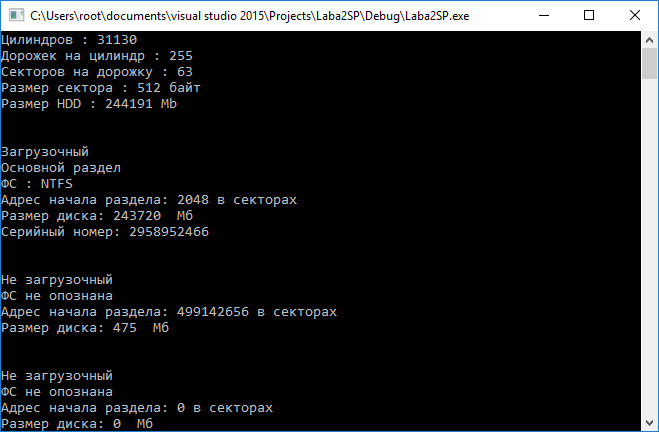 C:\Users\root\documents\visual studio 2015\Projects\Laba2SP\Debug\Laba2SP.exe
Цилиндров : 31130
Дорожек на цилиндр : 255
Секторов на дорожку : 63
Размер сектора : 512 байт
Размер HDD : 244191 Mb
Загрузочный
Основной раздел
ФС : NTFS
Адрес начала раздела: 2048 в секторах
Размер диска: 243720  Мб
Серийный номер: 2958952466
Не загрузочный
ФС не опознана
Адрес начала раздела: 499142656 в секторах
Размер диска: 475  Мб
Не загрузочный
ФС не опознана
Адрес начала раздела: 0 в секторах
Размер диска: 0  Мб